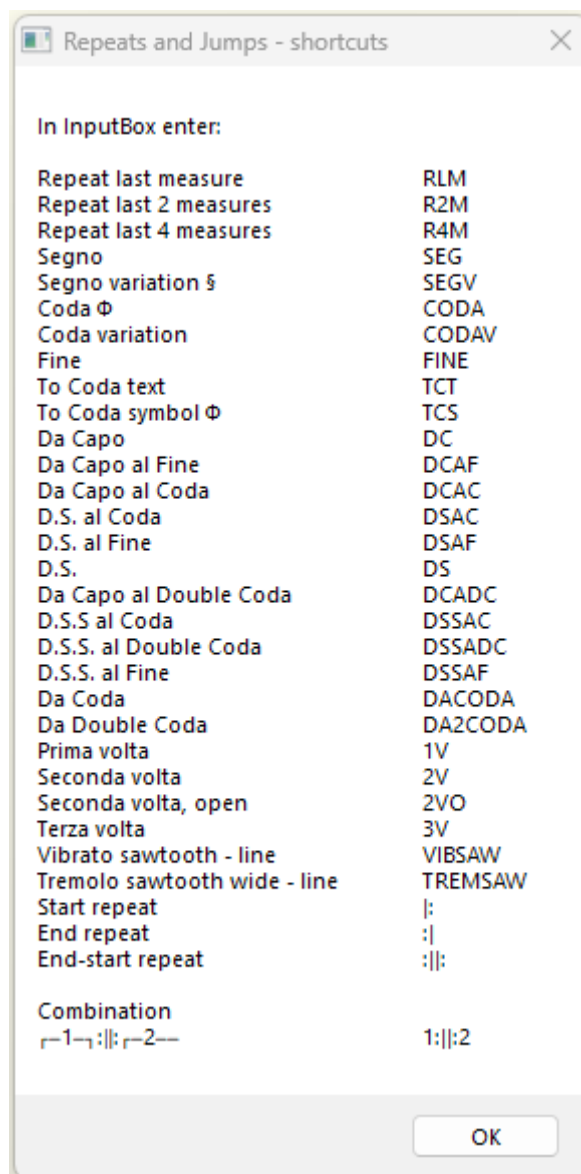 Repeats and Jumps - shortcuts
In InputBox enter:
Repeat last measure RLM
Repeat last 2 measures R2M
Repeat last 4 measures R4M
Segno SEG
Segno variation § SEGV
Coda Φ CODA
Coda variation CODAV
Fine FINE
To Coda text TCT
To Coda symbol Φ TCS
Da Capo DC
Da Capo al Fine DCAF
Da Capo al Coda DCAC
D.S. al Coda DSAC
D.S. al Fine DSAF
D.S. DS
Da Capo al Double Coda DCADC
D.S.S al Coda DSSAC
D.S.S. al Double Coda DSSADC
D.S.S. al Fine DSSAF
Da Coda DACODA
Da Double Coda DA2CODA
Prima volta 1V
Seconda volta 2V
Seconda volta, open 2VO
Terza volta 3V
Vibrato sawtooth - line VIBSAW
Tremolo sawtooth wide - line TREMSAW
Start repeat |:
End repeat :|
End-start repeat :||:
Combination
┌─1─┐:||:┌─2── 1:||:2
OK